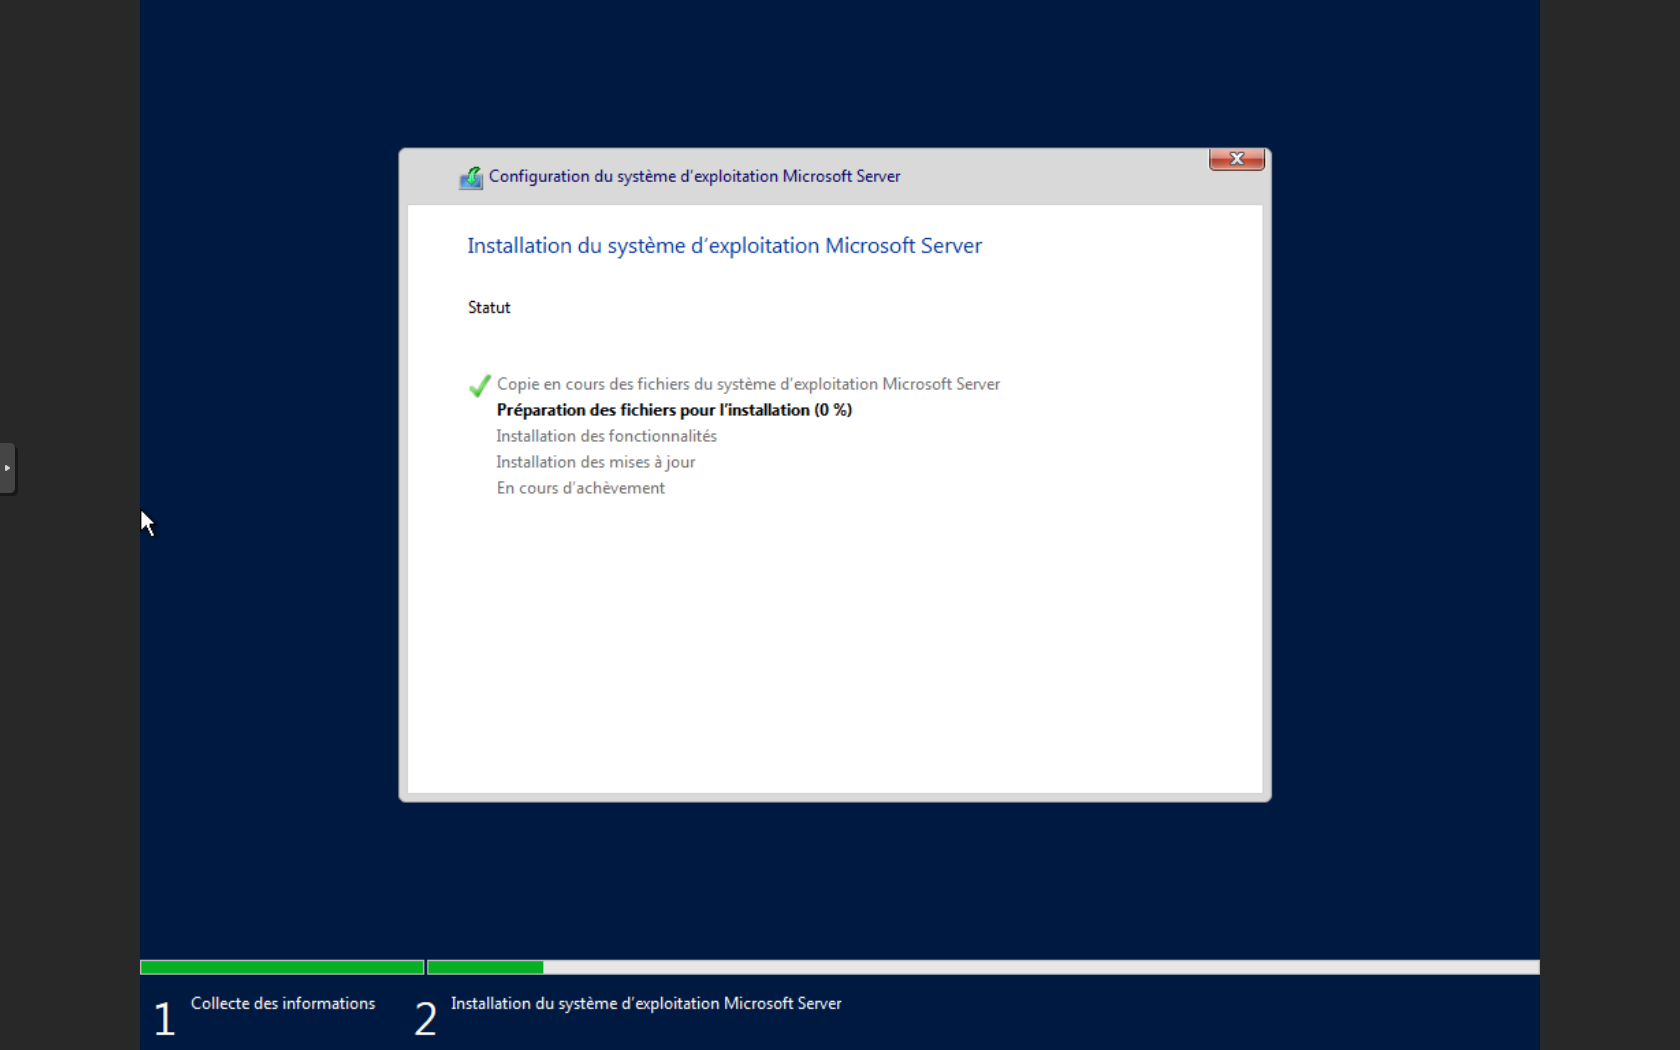 Configuration du système d'exploitation Microsoft Server
Installation du système d'exploitation Microsoft Server
Statut
Copie en cours des fichiers du système d'exploitation Microsoft Server
Préparation des fichiers pour l'installation (0 %)
Installation des fonctionnalités
Installation des mises à jour
En cours d'achèvement
1 Collecte des informations
2 Installation du système d'exploitation Microsoft Server